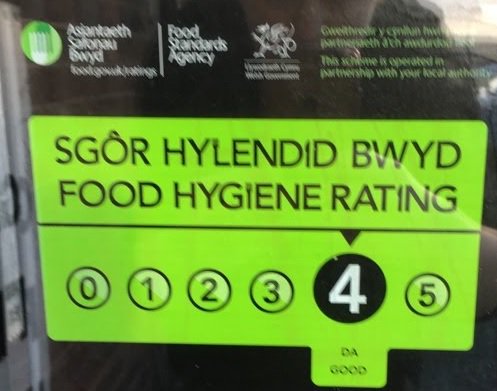 Asiantaeth
Safonau
Bwyd
food.gov.uk/ratings
Food
Standards
Agency
Llywodraeth Cymru
Welsh Government
This scheme is operated in
partnership with your local authority
SGÔR HYLENDID BWYD
FOOD HYGIENE RATING
0 1 2 3 4 5
DA
GOOD